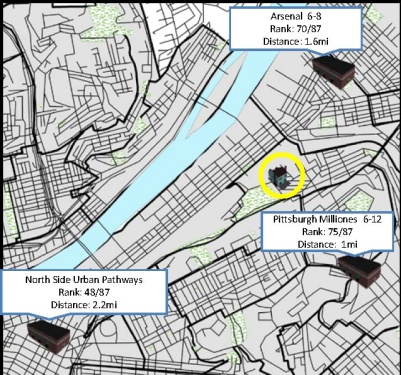 Arsenal 6-8
Rank: 70/87
Distance: 1.6mi
Pittsburgh Milliones 6-12
Rank: 75/87
Distance: 1mi
North Side Urban Pathways
Rank: 48/87
Distance: 2.2mi